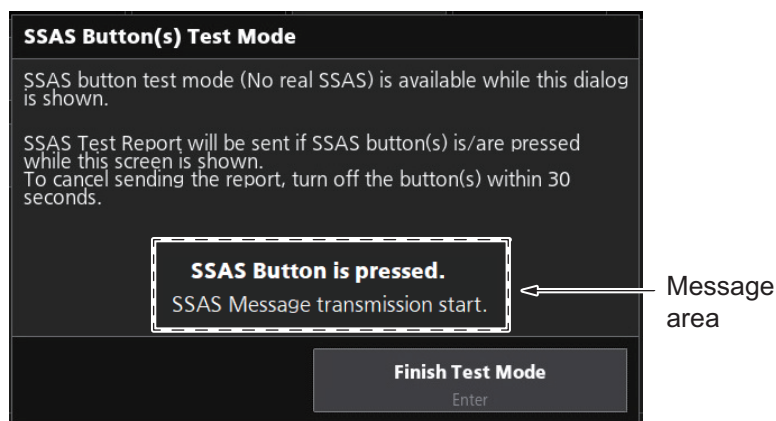 SSAS Button(s) Test Mode
SSAS button test mode (No real SSAS) is available while this dialog
is shown.
SSAS Test Report will be sent if SSAS button(s) is/are pressed
while this screen is shown.
To cancel sending the report, turn off the button(s) within 30
seconds.
SSAS Button is pressed.
SSAS Message transmission start.
Message
area
Finish Test Mode
Enter